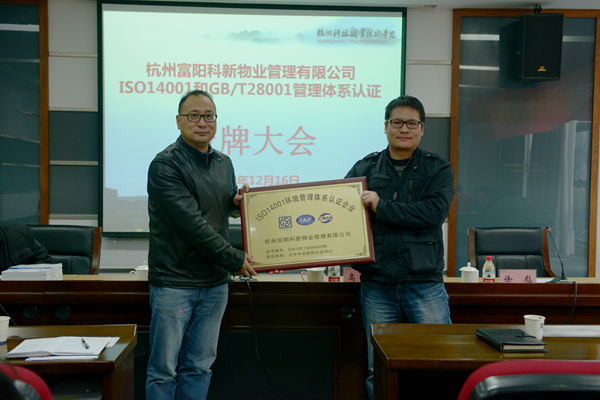 杭州科技职业技术学院
HANGZHOU POLYTECHNIC
杭州富阳科新物业管理有限公司
ISO14001和GB/T28001管理体系认证
牌大会
年12月16日
ISO14001环境管理体系认证企业
杭州富阳科新物业管理有限公司